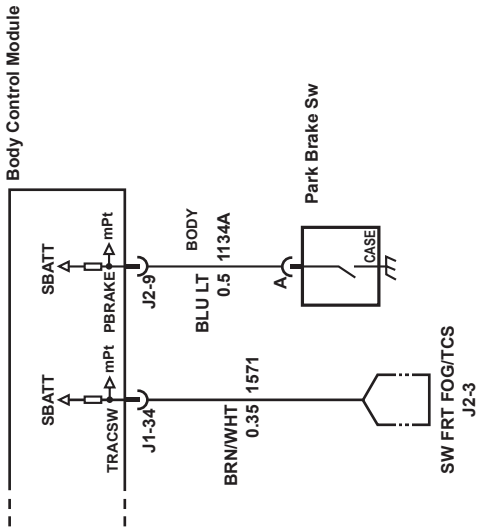 Body Control Module
SBATT
SBATT
mPt
mPt
TRACSW
PBRAKE
J1-34
J2-9
BRN/WHT
0.35 1571
BLU LT
0.5 1134A
BODY
A
Park Brake Sw
CASE
SW FRT FOG/TCS
J2-3